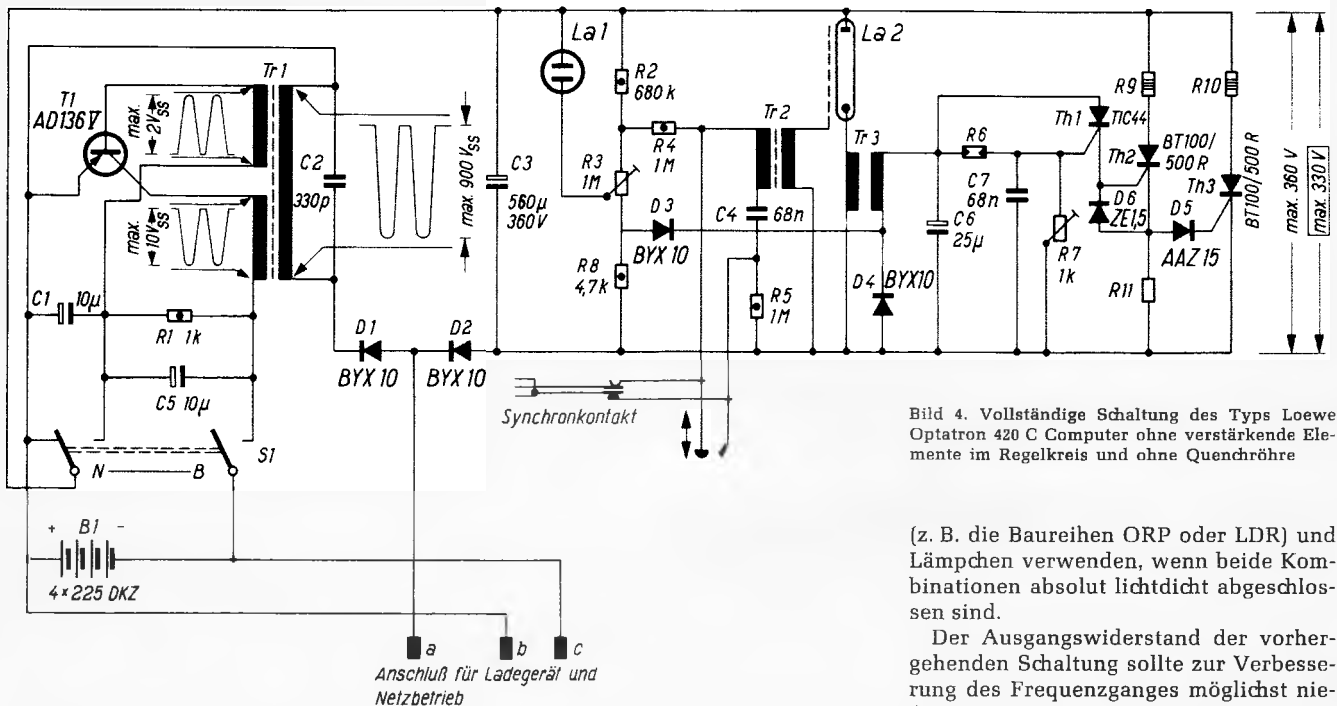 T1
AD136 V
max.
2Vss
max.
10Vss
Tr1
C2
330p
max. 900 Vss
C3
560µ
360V
La1
R2
680 k
R3
1M
R4
1M
D3
BYX 10
R8
4,7k
Tr2
C4
68n
R5
1M
La2
Tr3
D4
BYX10
R6
C6
25µ
C7
68n
R7
1k
Th1
TIC44
Th2
BT100/
500 R
D6
ZE1,5
D5
AAZ 15
R9
R10
Th3
BT100/500 R
R11
max. 360 V
max. 330 V
C1
10µ
R1 1k
C5 10µ
D1
BYX 10
D2
BYX 10
N
B
S1
Synchronkontakt
+ B1 -
4×225 DKZ
a
b
c
Anschluß für Ladegerät und
Netzbetrieb
Bild 4. Vollständige Schaltung des Typs Loewe
Optatron 420 C Computer ohne verstärkende Ele-
mente im Regelkreis und ohne Quenchröhre
(z. B. die Baureihen ORP oder LDR) und
Lämpchen verwenden, wenn beide Kom-
binationen absolut lichtdicht abgeschlos-
sen sind.
Der Ausgangswiderstand der vorher-
gehenden Schaltung sollte zur Verbesse-
rung des Frequenzganges möglichst nie-